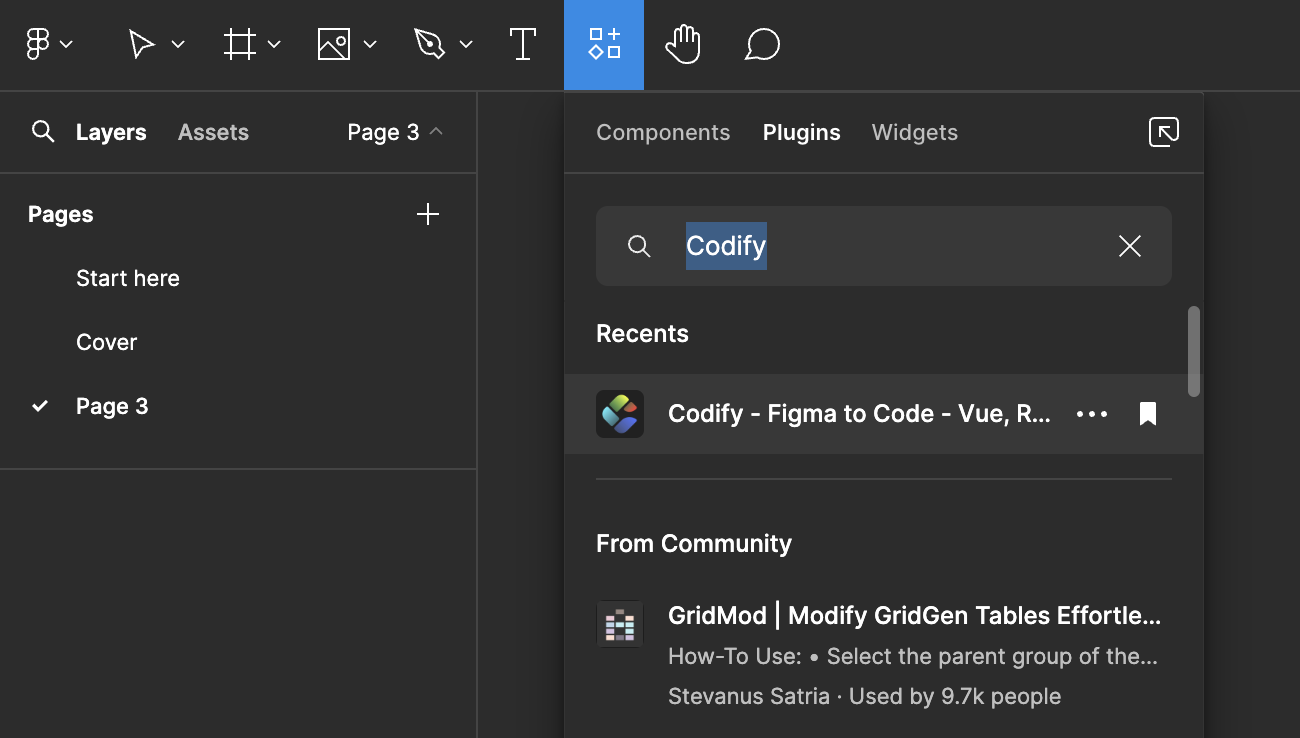 Layers Assets Page 3
Pages
Start here
Cover
Page 3
Components Plugins Widgets
Codify
Recents
Codify - Figma to Code - Vue, R...
From Community
GridMod | Modify GridGen Tables Effortle...
How-To Use: • Select the parent group of the...
Stevanus Satria · Used by 9.7k people